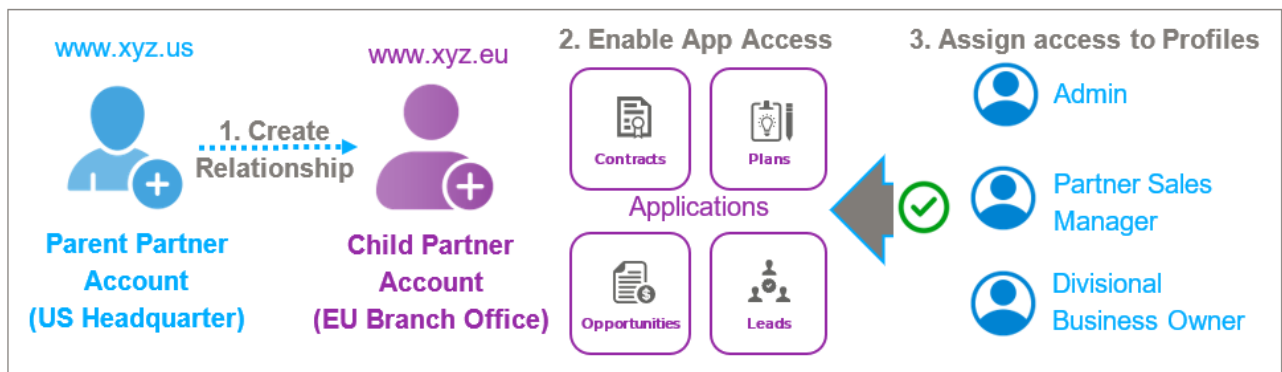 www.xyz.us
www.xyz.eu
1. Create
Relationship
Parent Partner
Account
(US Headquarter)
Child Partner
Account
(EU Branch Office)
2. Enable App Access
Contracts
Plans
Applications
Opportunities
Leads
3. Assign access to Profiles
Admin
Partner Sales
Manager
Divisional
Business Owner